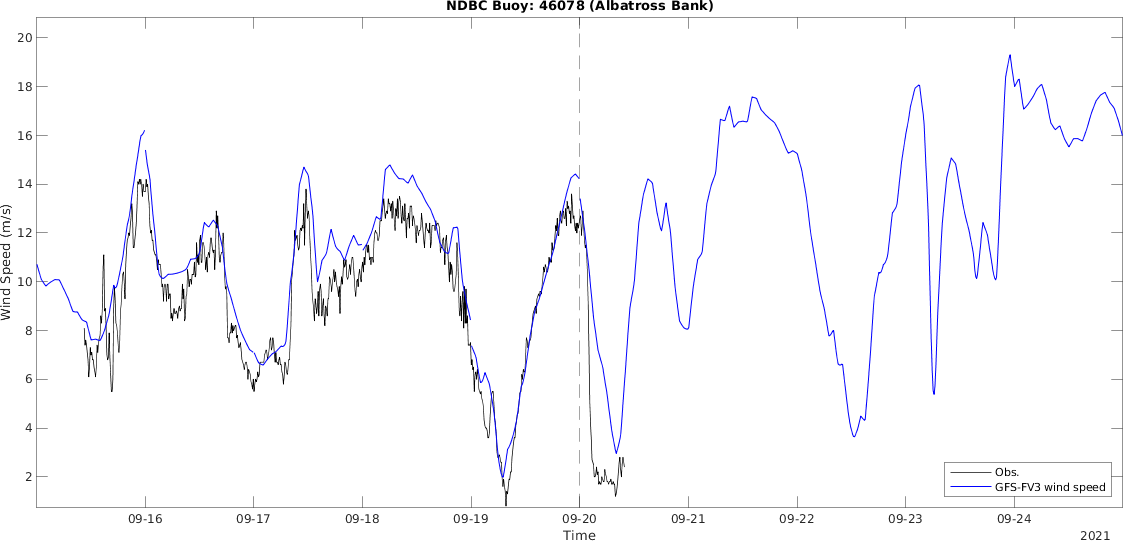 NDBC Buoy: 46078 (Albatross Bank)
20
18
16
14
12
10
8
6
4
2
Wind Speed (m/s)
Obs.
GFS-FV3 wind speed
09-16 09-17 09-18 09-19 09-20 09-21 09-22 09-23 09-24
Time
2021